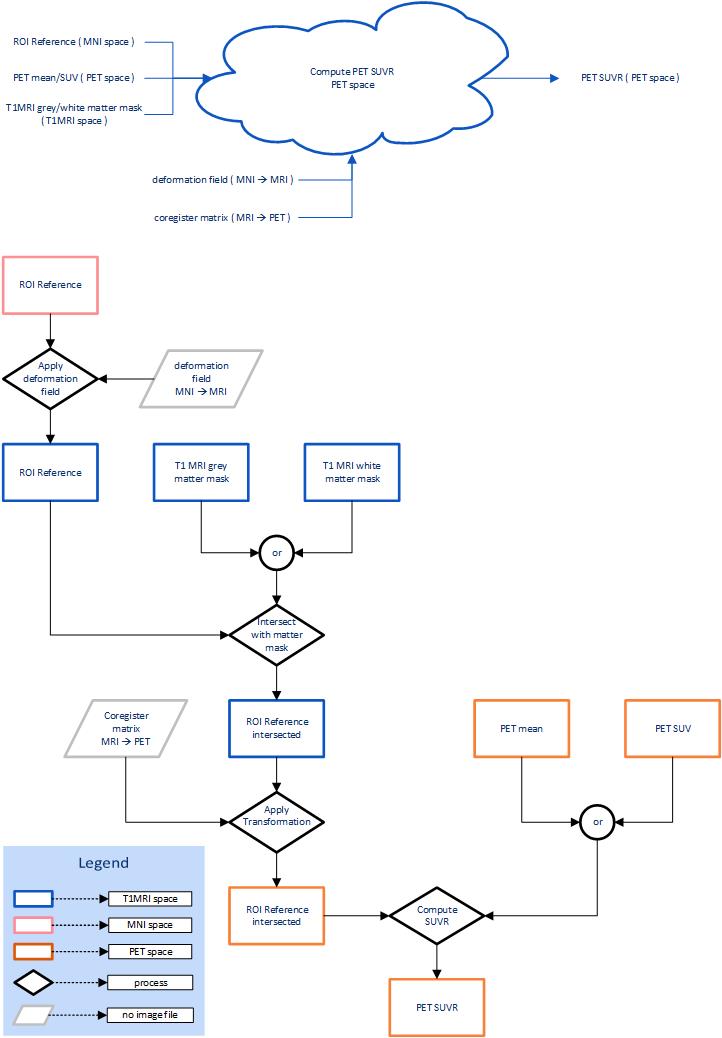 ROI Reference ( MNI space )
PET mean/SUV ( PET space )
T1MRI grey/white matter mask
( T1MRI space )
Compute PET SUVR
PET space
PET SUVR ( PET space )
deformation field ( MNI → MRI )
coregister matrix ( MRI → PET )
ROI Reference
Apply
deformation
field
deformation
field
MNI → MRI
ROI Reference
T1 MRI grey
matter mask
T1 MRI white
matter mask
or
Intersect
with matter
mask
Coregister
matrix
MRI → PET
ROI Reference
intersected
PET mean
PET SUV
Apply
Transformation
or
Legend
T1MRI space
MNI space
PET space
process
no image file
ROI Reference
intersected
Compute
SUVR
PET SUVR